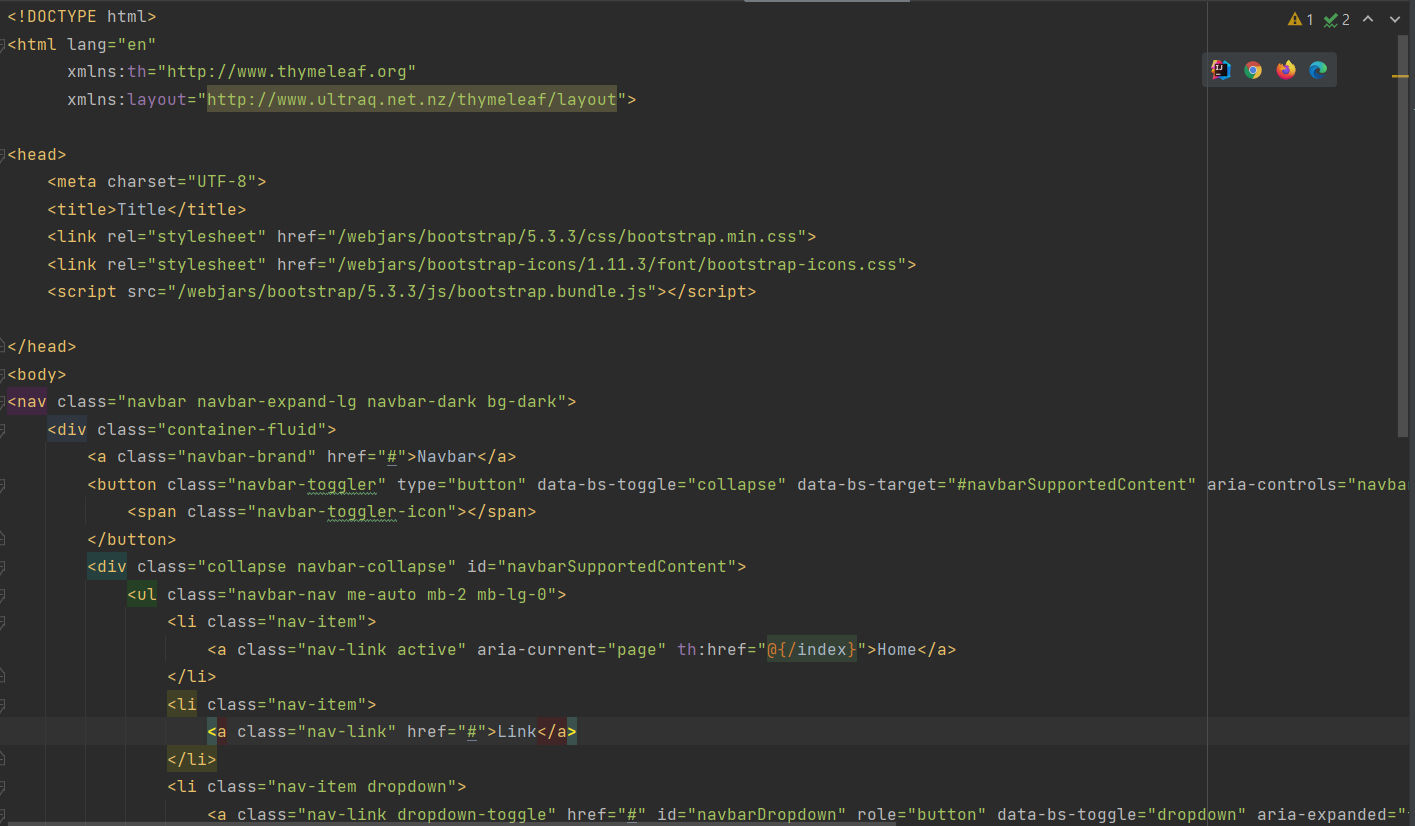 <!DOCTYPE html>
1 2
<html lang="en"
xmlns:th="http://www.thymeleaf.org"
xmlns:layout="http://www.ultraq.net.nz/thymeleaf/layout">
<head>
<meta charset="UTF-8">
<title>Title</title>
<link rel="stylesheet" href="/webjars/bootstrap/5.3.3/css/bootstrap.min.css">
<link rel="stylesheet" href="/webjars/bootstrap-icons/1.11.3/font/bootstrap-icons.css">
<script src="/webjars/bootstrap/5.3.3/js/bootstrap.bundle.js"></script>
</head>
<body>
<nav class="navbar navbar-expand-lg navbar-dark bg-dark">
<div class="container-fluid">
<a class="navbar-brand" href="#">Navbar</a>
<button class="navbar-toggler" type="button" data-bs-toggle="collapse" data-bs-target="#navbarSupportedContent" aria-controls="navbar
<span class="navbar-toggler-icon"></span>
</button>
<div class="collapse navbar-collapse" id="navbarSupportedContent">
<ul class="navbar-nav me-auto mb-2 mb-lg-0">
<li class="nav-item">
<a class="nav-link active" aria-current="page" th:href="@{/index}">Home</a>
</li>
<li class="nav-item">
<a class="nav-link" href="#">Link</a>
</li>
<li class="nav-item dropdown">
<a class="nav-link dropdown-toggle" href="#" id="navbarDropdown" role="button" data-bs-toggle="dropdown" aria-expanded="